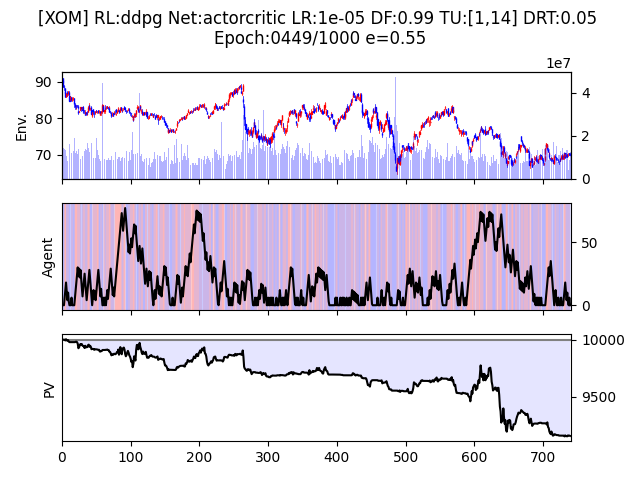 [XOM] RL:ddpg Net:actorcritic LR:1e-05 DF:0.99 TU:[1,14] DRT:0.05
Epoch:0449/1000 e=0.55
1e7
Env.
90
80
70
4
2
0
Agent
50
0
PV
10000
9500
0 100 200 300 400 500 600 700